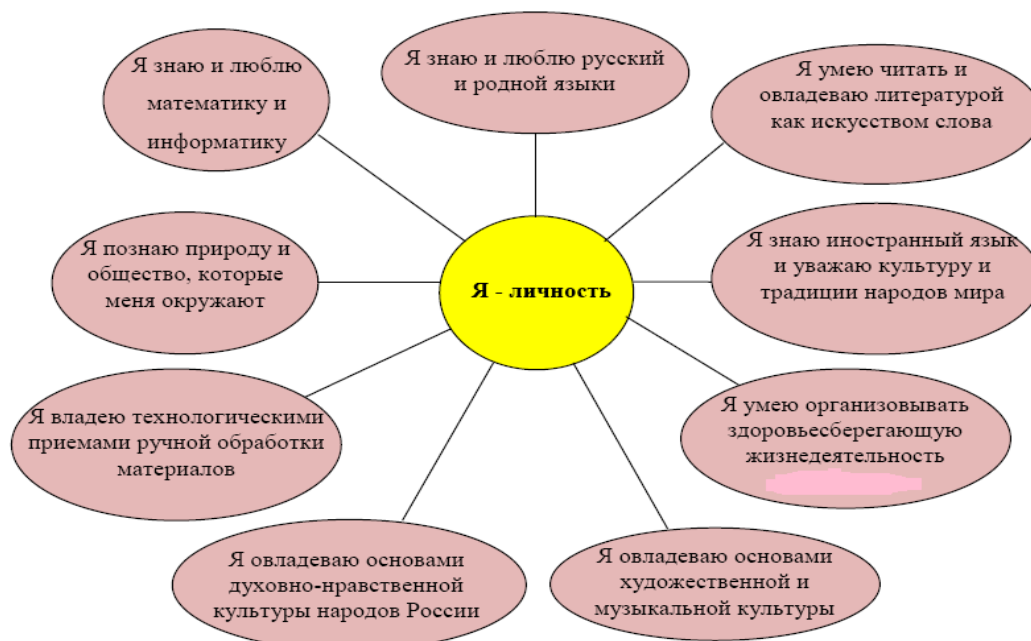 Я знаю и люблю
математику и
информатику
Я знаю и люблю русский
и родной языки
Я умею читать и
овладеваю литературой
как искусством слова
Я познаю природу и
общество, которые
меня окружают
Я - личность
Я знаю иностранный язык
и уважаю культуру и
традиции народов мира
Я владею технологическими
приемами ручной обработки
материалов
Я умею организовывать
здоровьесберегающую
жизнедеятельность
Я овладеваю основами
духовно-нравственной
культуры народов России
Я овладеваю основами
художественной и
музыкальной культуры